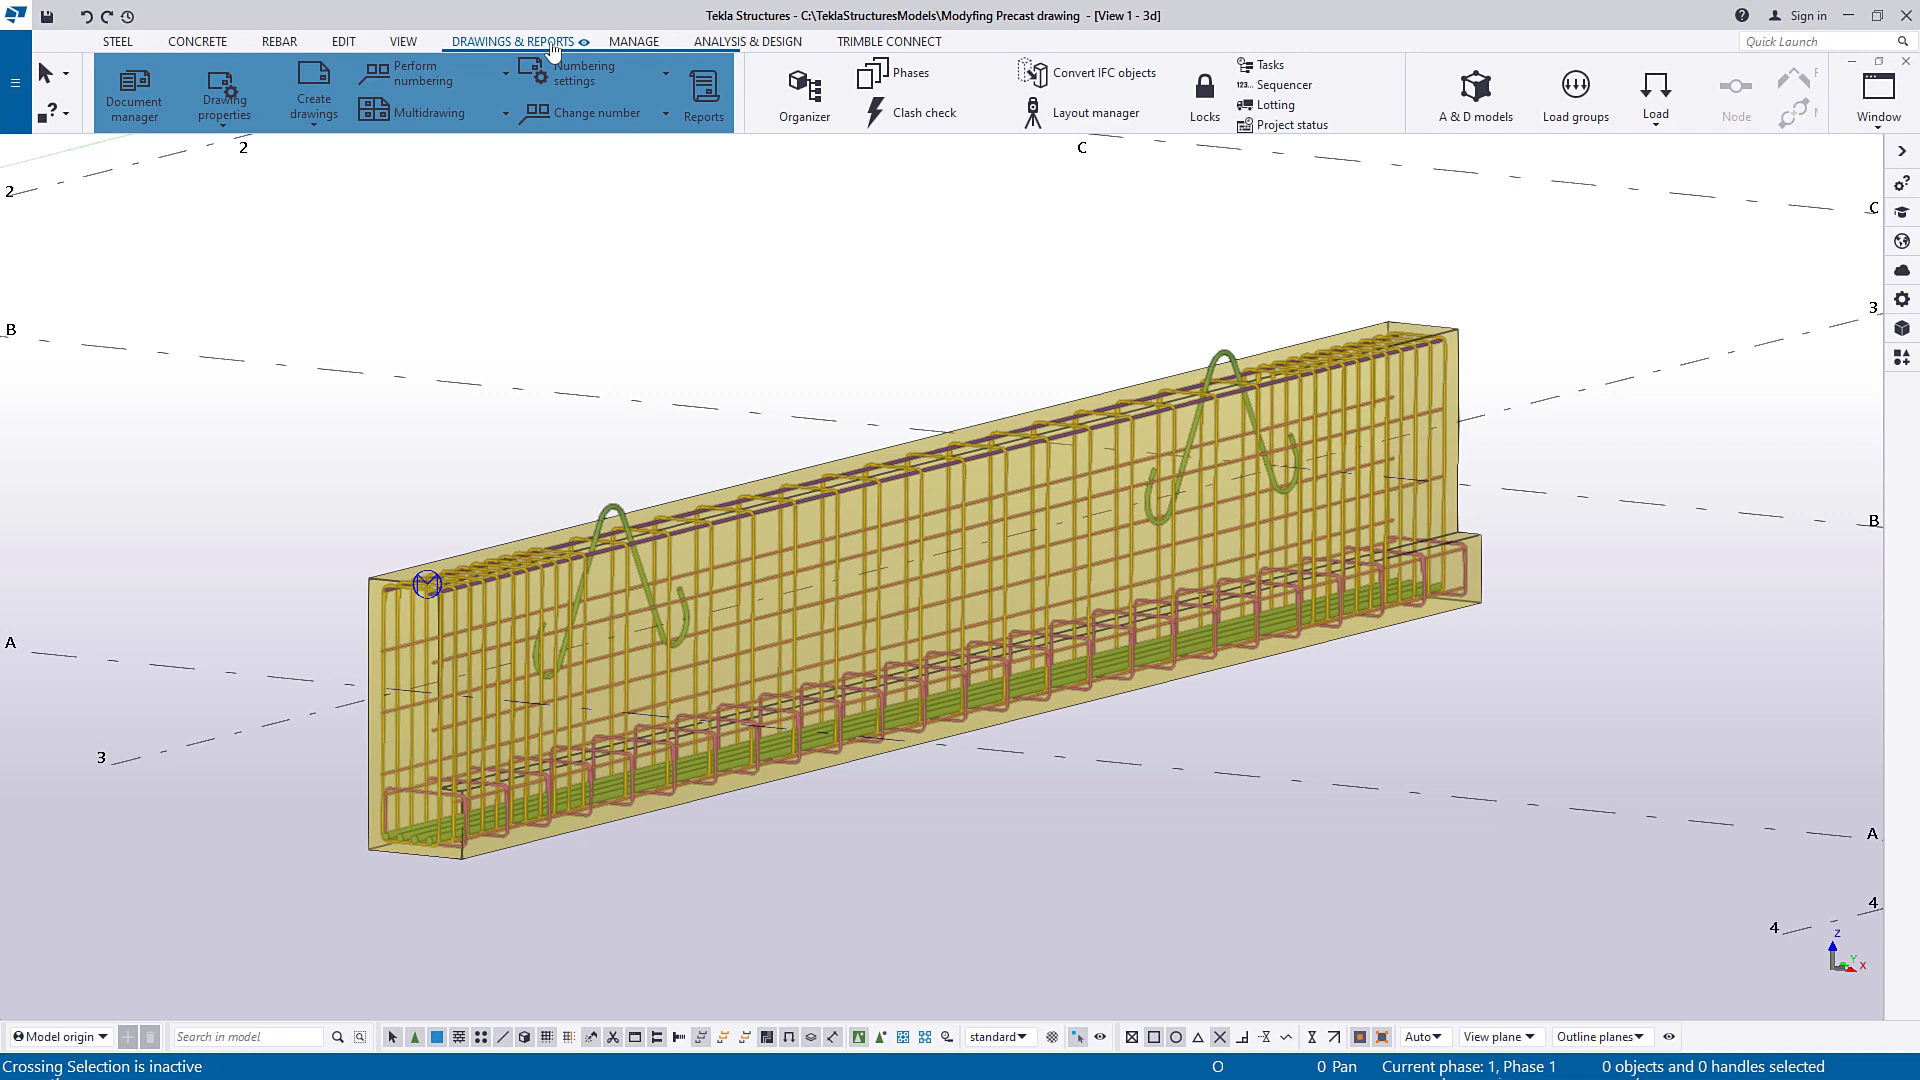 Tekla Structures - C:\TeklaStructuresModels\Modyfing Precast drawing - [View 1 - 3d]
Sign in
STEEL CONCRETE REBAR EDIT VIEW DRAWINGS & REPORTS MANAGE ANALYSIS & DESIGN TRIMBLE CONNECT
Quick Launch
Document manager
Drawing properties
Create drawings
Perform numbering
Multidrawing
Numbering settings
Change number
Reports
Organizer
Phases
Clash check
Convert IFC objects
Layout manager
Locks
Tasks
Sequencer
123... Lotting
Project status
A & D models
Load groups
Load
Node
Window
2
2
C
C
B
3
B
A
3
A
4
4
Z
Y
X
Model origin
Search in model
standard
Auto
View plane
Outline planes
Crossing Selection is inactive
O
0 Pan
Current phase: 1, Phase 1
0 objects and 0 handles selected